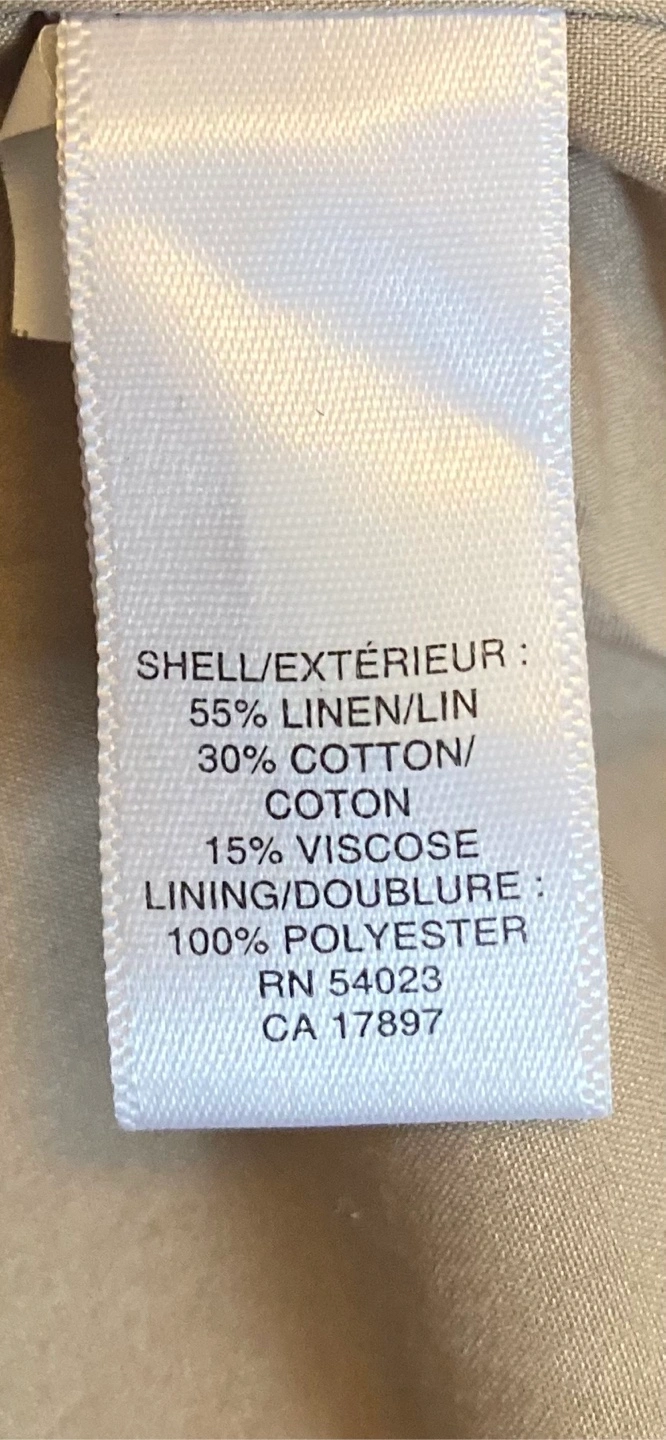 SHELL/EXTÉRIEUR :
55% LINEN/LIN
30% COTTON/
COTON
15% VISCOSE
LINING/DOUBLURE :
100% POLYESTER
RN 54023
CA 17897